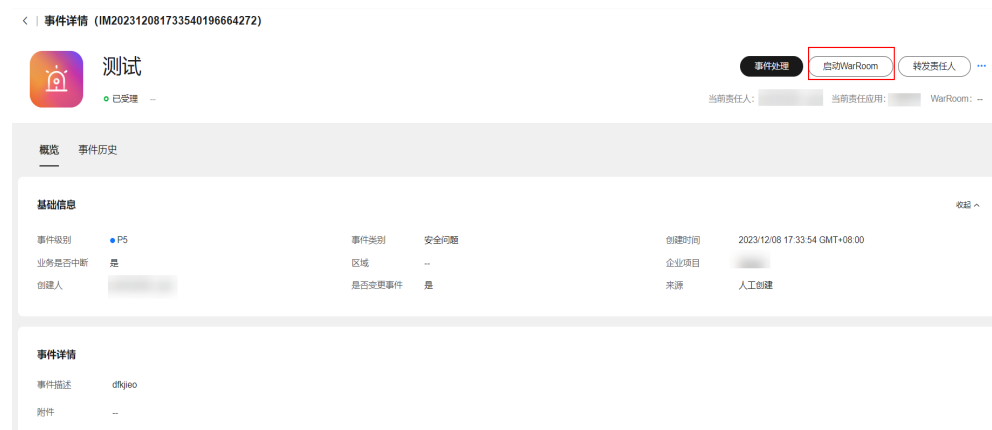 事件详情（IM202312081733540196664272）
测试
事件处理 启动WarRoom 转发责任人 ···
已受理 --
当前责任人: 当前责任应用: WarRoom: --
概览 事件历史
基础信息 收起
事件级别 P5 事件类别 安全问题 创建时间 2023/12/08 17:33:54 GMT+08:00
业务是否中断 是 区域 -- 企业项目
创建人 是否变更事件 是 来源 人工创建
事件详情
事件描述 dfkjieo
附件 --